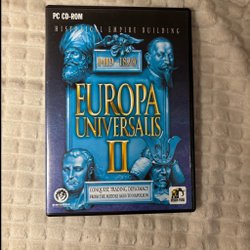 PC CD-ROM
HISTORICAL EMPIRE BUILDING
1419-1820
EUROPA
UNIVERSALIS
II
CONQUEST, TRADING, DIPLOMACY
FROM THE MIDDLE AGES TO NAPOLEON